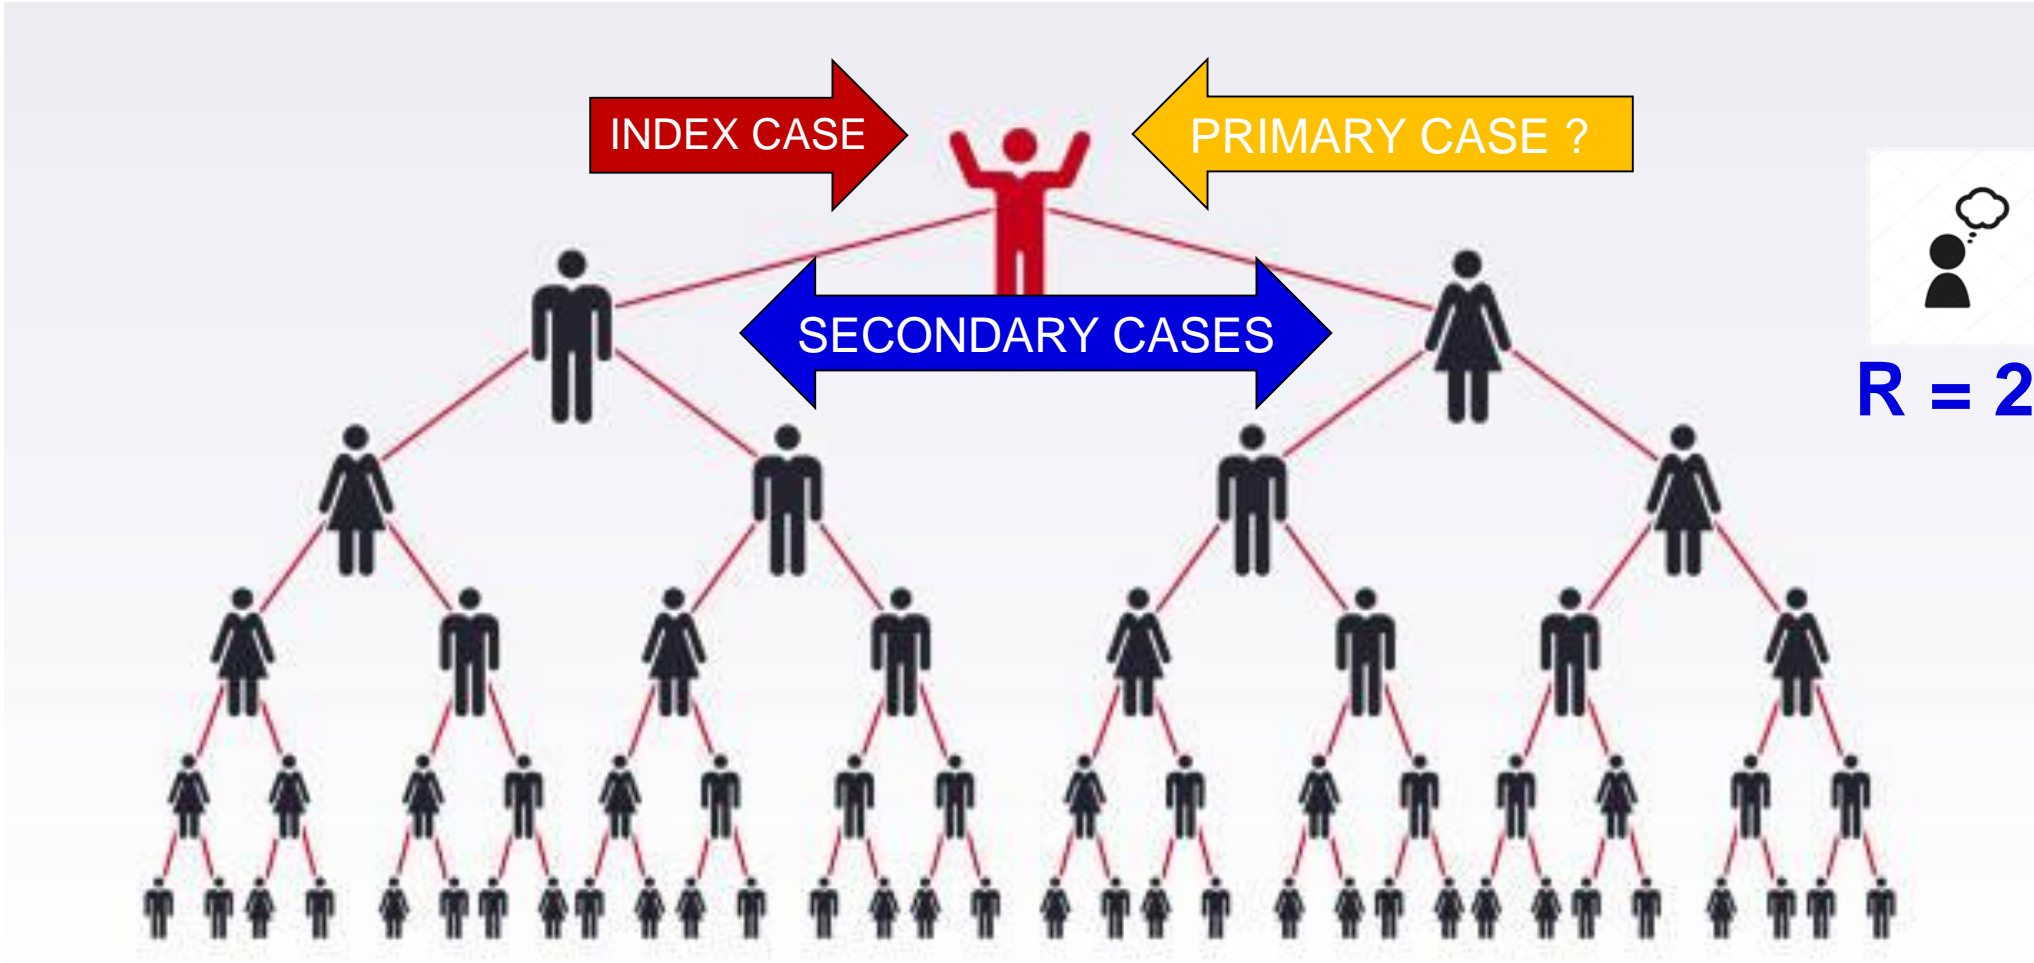 INDEX CASE
PRIMARY CASE ?
SECONDARY CASES
R = 2